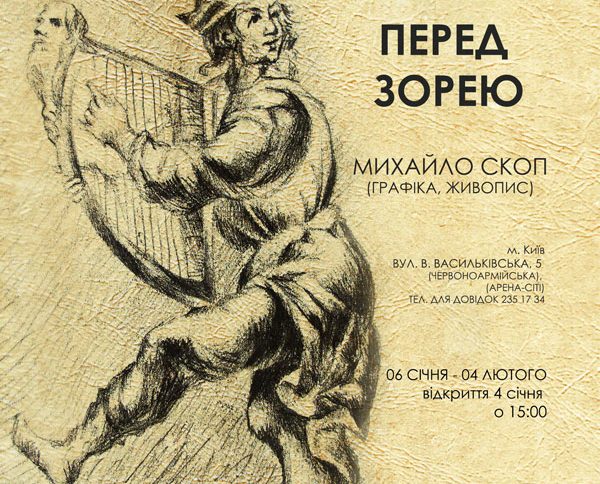 ПЕРЕД
ЗОРЕЮ
МИХАЙЛО СКОП
(ГРАФІКА, ЖИВОПИС)
м. Київ
ВУЛ. В. ВАСИЛЬКІВСЬКА, 5
(ЧЕРВОНОАРМІЙСЬКА),
(АРЕНА-СІТІ)
ТЕЛ. ДЛЯ ДОВІДОК 235 17 34
06 СІЧНЯ - 04 ЛЮТОГО
відкриття 4 січня
о 15:00